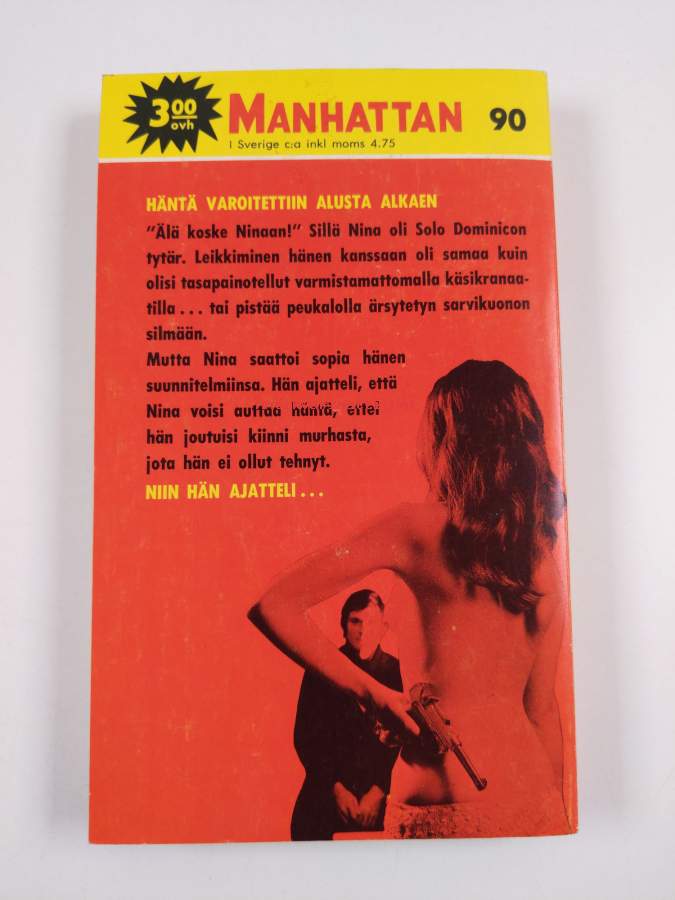 3 00
ovh
MANHATTAN
90
I Sverige c:a inkl moms 4.75
HÄNTÄ VAROITETTIIN ALUSTA ALKAEN
"Älä koske Ninaan!" Sillä Nina oli Solo Dominicon
tytär. Leikkiminen hänen kanssaan oli samaa kuin
olisi tasapainotellut varmistamattomalla käsikranaa-
tilla... tai pistää peukalolla ärsytetyn sarvikuonon
silmään.
Mutta Nina saattoi sopia hänen
suunnitelmiinsa. Hän ajatteli, että
Nina voisi auttaa häntä, ettei
hän joutuisi kiinni murhasta,
jota hän ei ollut tehnyt.
NIIN HÄN AJATTELI...